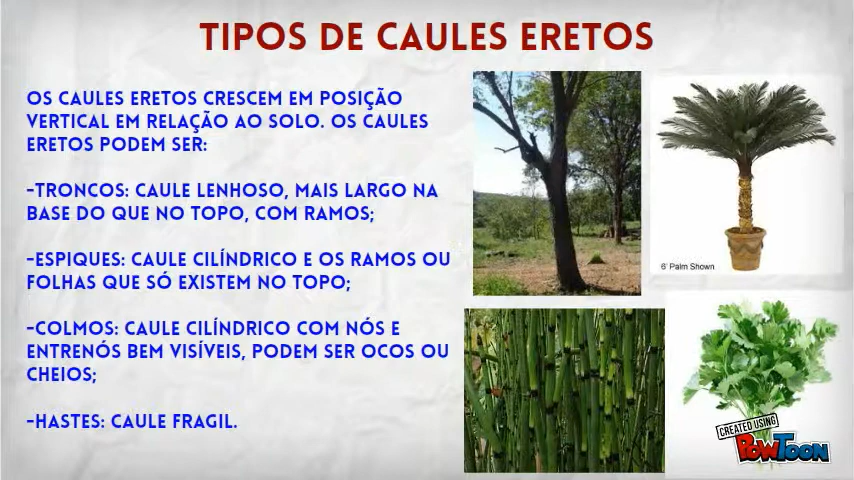 TIPOS DE CAULES ERETOS
OS CAULES ERETOS CRESCEM EM POSIÇÃO
VERTICAL EM RELAÇÃO AO SOLO. OS CAULES
ERETOS PODEM SER:
-TRONCOS: CAULE LENHOSO, MAIS LARGO NA
BASE DO QUE NO TOPO, COM RAMOS;
-ESPIQUES: CAULE CILÍNDRICO E OS RAMOS OU
FOLHAS QUE SÓ EXISTEM NO TOPO;
-COLMOS: CAULE CILÍNDRICO COM NÓS E
ENTRENÓS BEM VISÍVEIS, PODEM SER OCOS OU
CHEIOS;
-HASTES: CAULE FRAGIL.
6' Palm Shown
CREATED USING
POWTOON